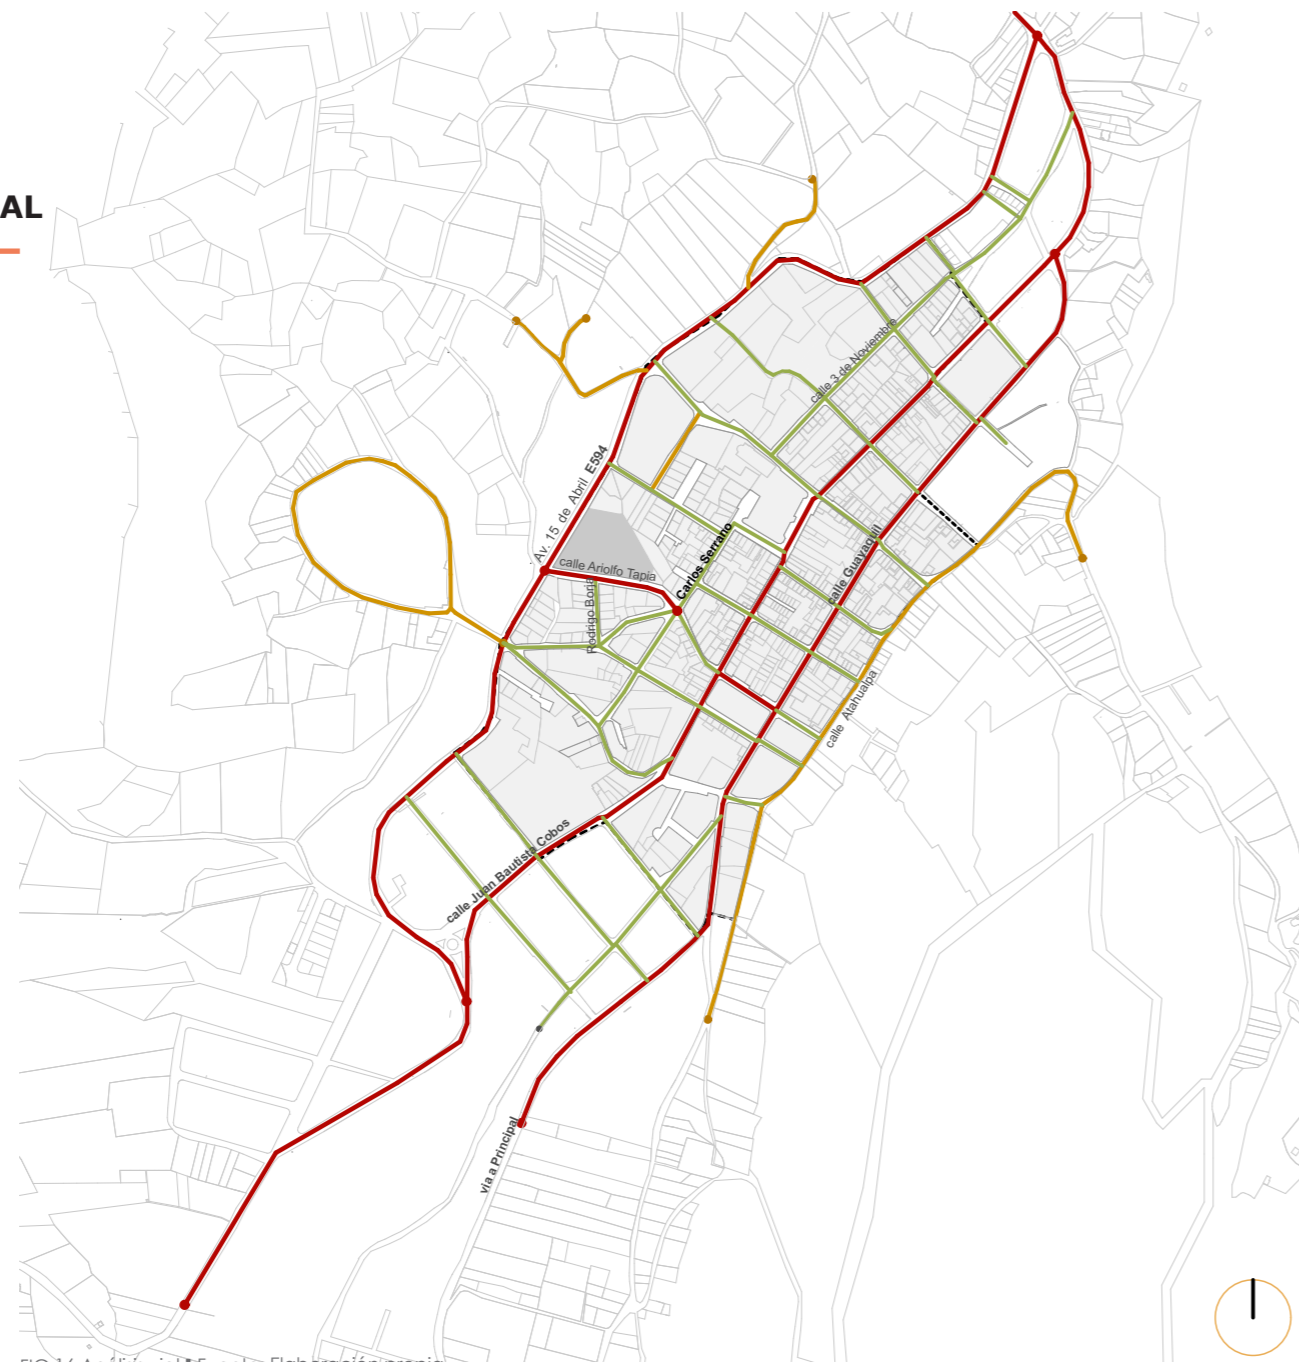 AL
calle 3 de Noviembre
Av. 15 de Abril E594
calle Ariolfo Tapia
Carlos Serrano
Rodrigo Borja
calle Guayaquil
calle Atahualpa
calle Juan Bautista Cobos
via a Principal